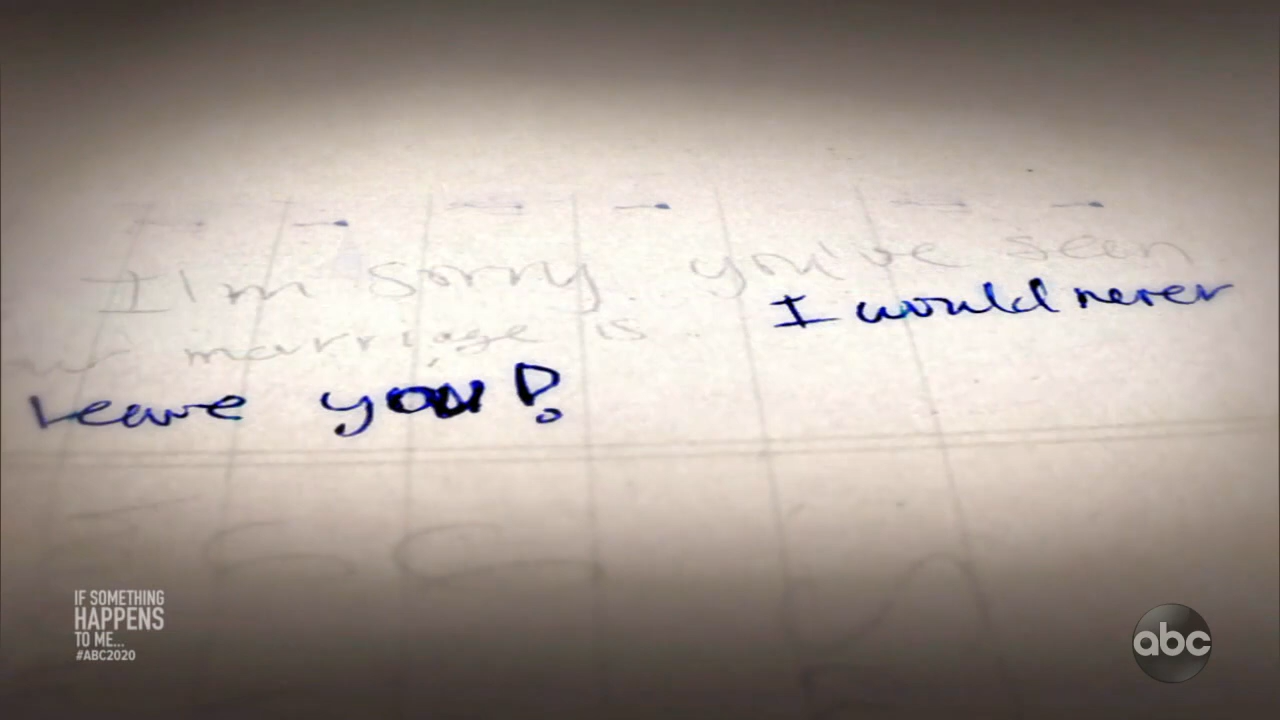 I'm sorry you've seen
I would never
marriage is
Leave you!
IF SOMETHING
HAPPENS
TO ME...
#ABC2020
abc